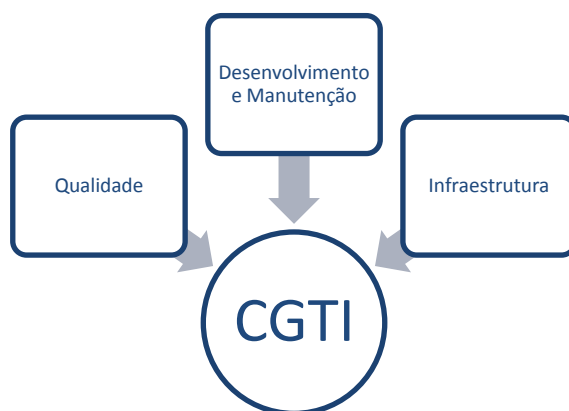 Desenvolvimento
e Manutenção
Qualidade
Infraestrutura
CGTI